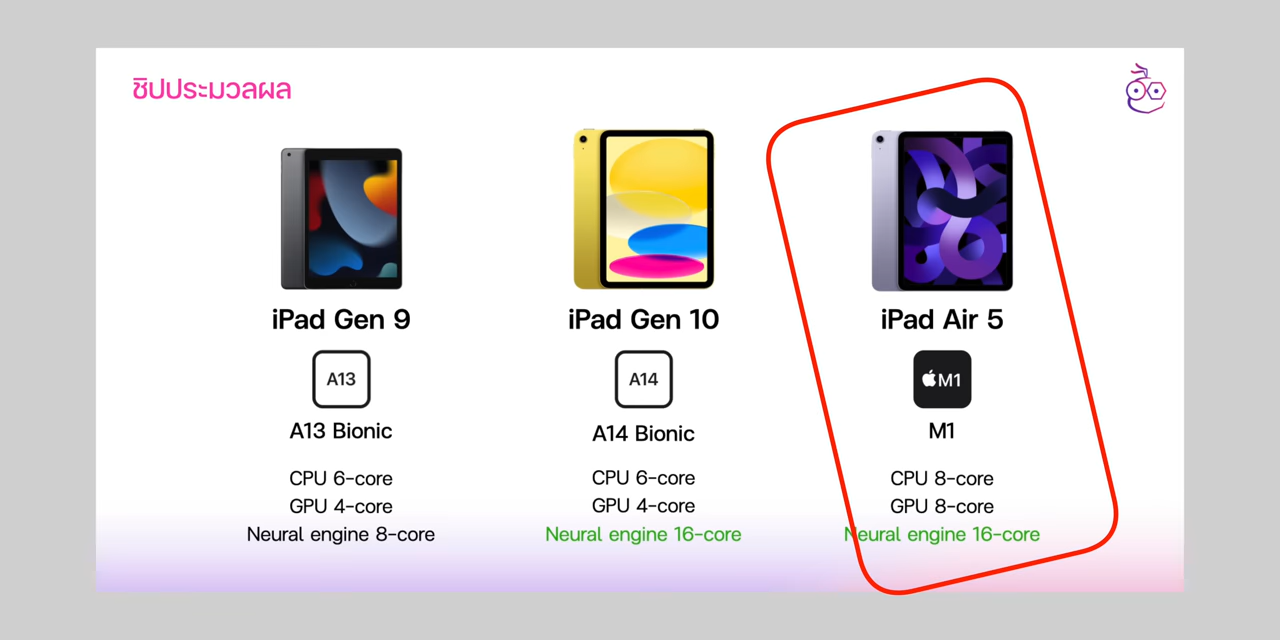 ชิปประมวลผล
iPad Gen 9
A13
A13 Bionic
CPU 6-core
GPU 4-core
Neural engine 8-core
iPad Gen 10
A14
A14 Bionic
CPU 6-core
GPU 4-core
Neural engine 16-core
iPad Air 5
M1
M1
CPU 8-core
GPU 8-core
Neural engine 16-core